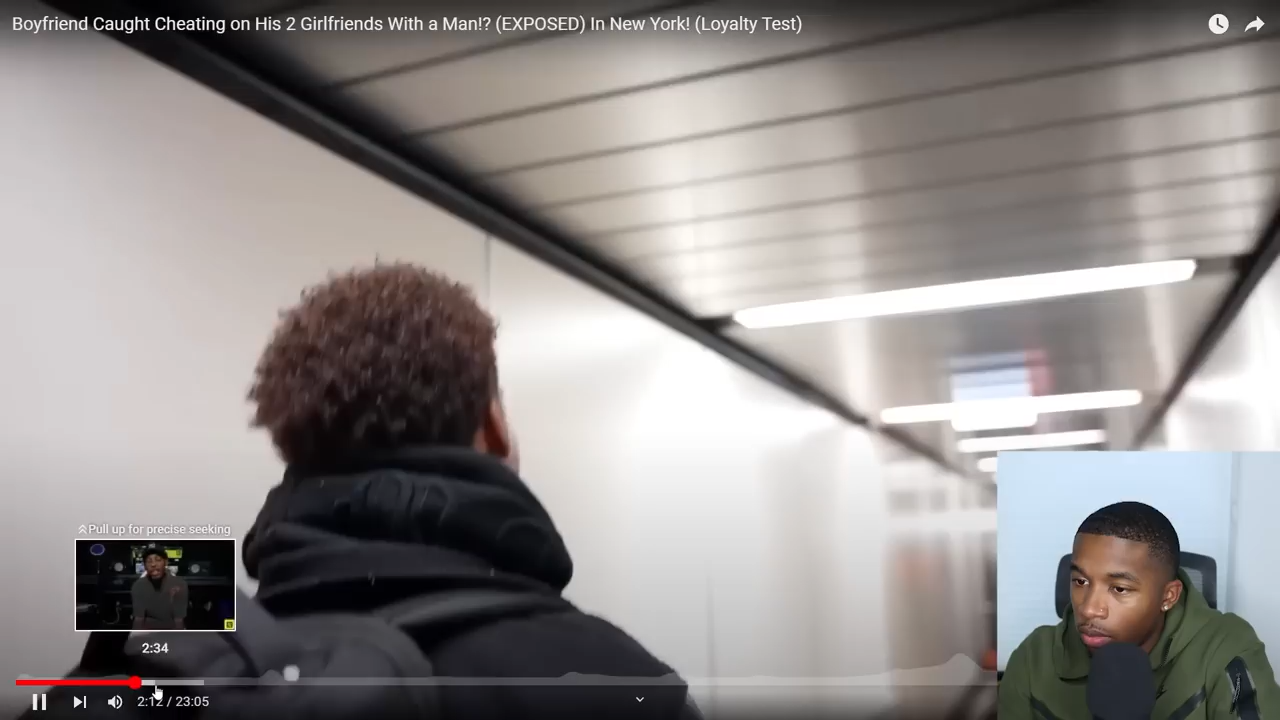 Boyfriend Caught Cheating on His 2 Girlfriends With a Man!? (EXPOSED) In New York! (Loyalty Test)
Pull up for precise seeking
2:34
2:12 / 23:05